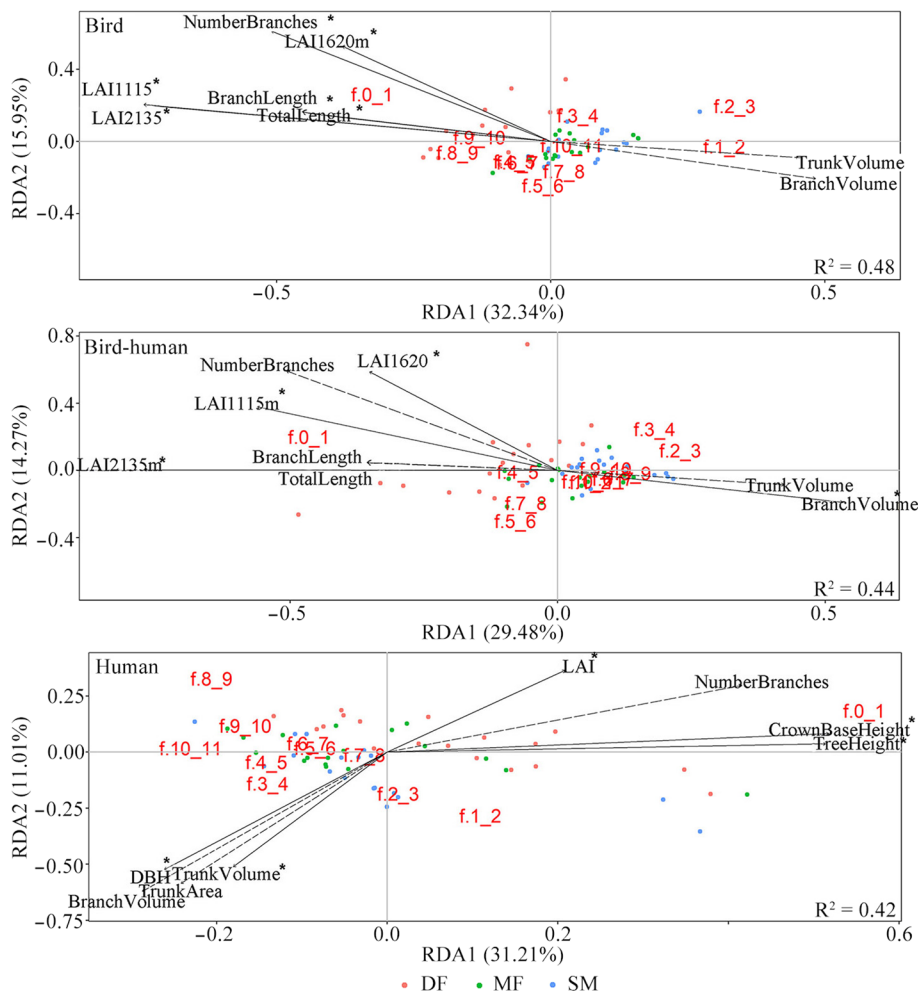 Bird
NumberBranches *
LAI1620m*
LAI1115*
LAI2135*
BranchLength *
TotalLength*
f.0_1
f.3_4
f.2_3
f.9_10
f.8_9
f.10_11
f.1_2
f.7_8
f.5_6
TrunkVolume
BranchVolume
R² = 0.48
0.4
0.0
−0.4
RDA2 (15.95%)
−0.5 0.0 0.5
RDA1 (32.34%)
Bird-human
NumberBranches
LAI1620 *
LAI1115m*
f.0_1
f.3_4
f.2_3
LAI2135m*
BranchLength
TotalLength
f.4_5
f.9_10
f.7_8
f.5_6
TrunkVolume
BranchVolume*
R² = 0.44
0.8
0.4
0.0
−0.4
RDA2 (14.27%)
−0.5 0.0 0.5
RDA1 (29.48%)
Human
LAI*
NumberBranches
f.8_9
f.0_1
f.9_10
CrownBaseHeight*
TreeHeight*
f.10_11
f.6_7
f.5_6
f.7_8
f.4_5
f.3_4
f.2_3
f.1_2
DBH*
TrunkVolume*
TrunkArea
BranchVolume
R² = 0.42
0.25
0.00
−0.25
−0.50
−0.75
RDA2 (11.01%)
−0.2 0.0 0.2 0.6
RDA1 (31.21%)
DF MF SM